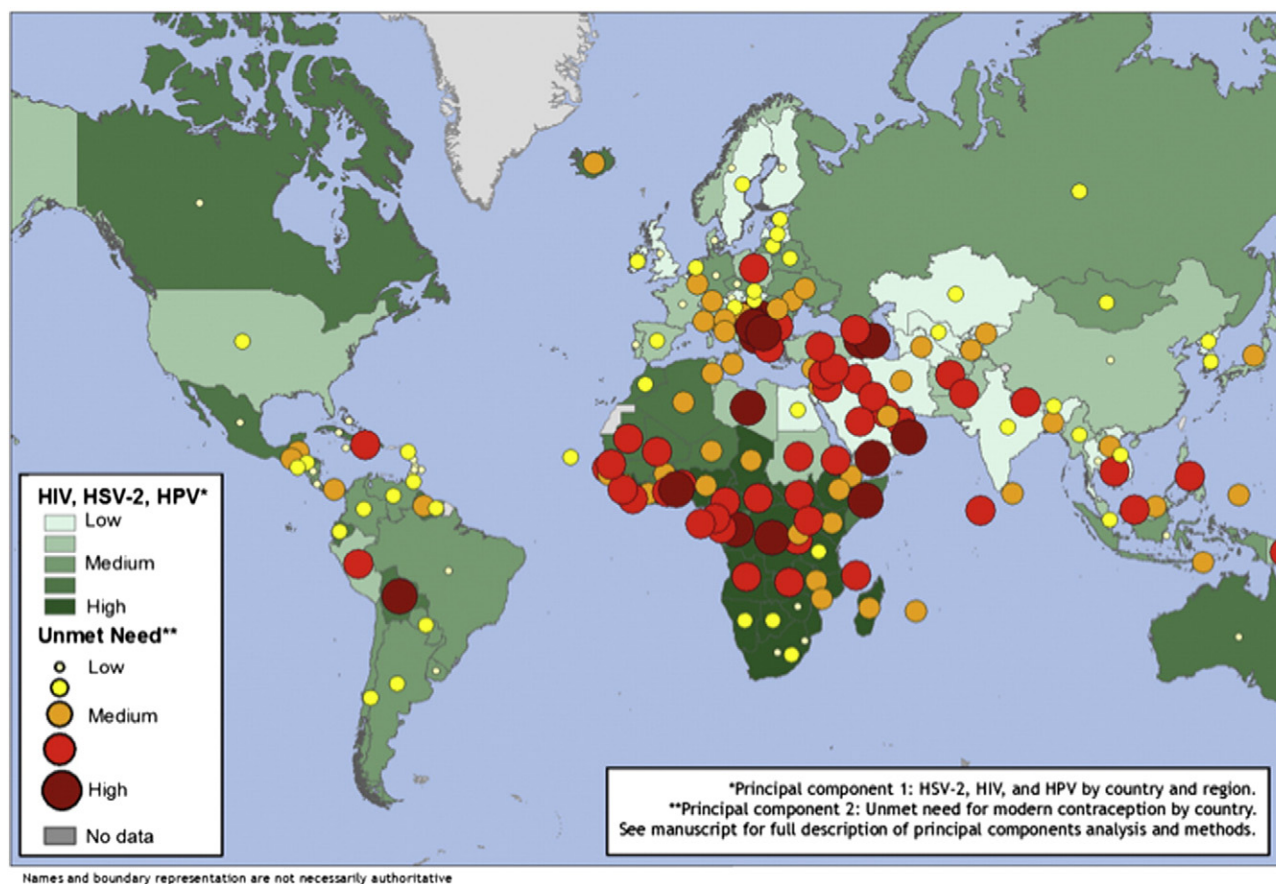 HIV, HSV-2, HPV*
Low
Medium
High
Unmet Need**
Low
Medium
High
No data
*Principal component 1: HSV-2, HIV, and HPV by country and region.
**Principal component 2: Unmet need for modern contraception by country.
See manuscript for full description of principal components analysis and methods.
Names and boundary representation are not necessarily authoritative